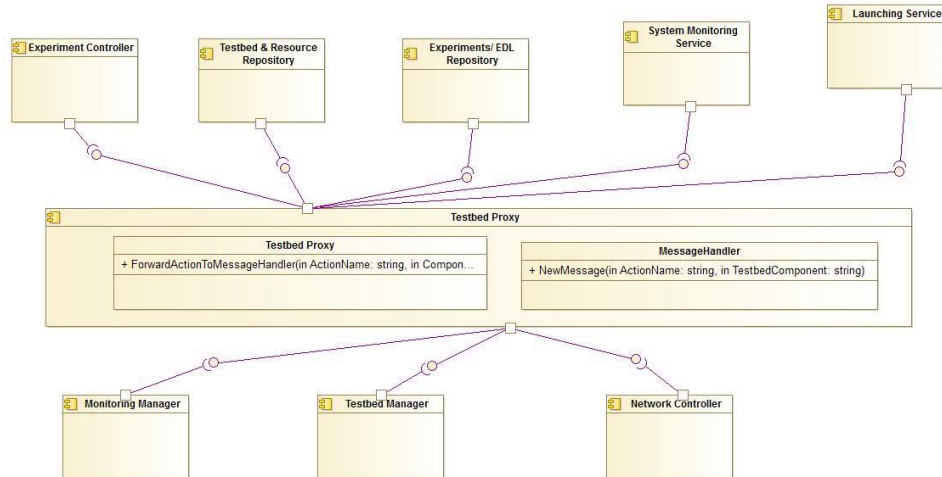 Launching Service
System Monitoring
Service
Experiment Controller
Testbed & Resource
Repository
Experiments/ EDL
Repository
Testbed Proxy
Testbed Proxy
+ ForwardActionToMessageHandler(in ActionName: string, in Compon...
MessageHandler
+ NewMessage(in ActionName: string, in TestbedComponent: string)
Monitoring Manager
Testbed Manager
Network Controller